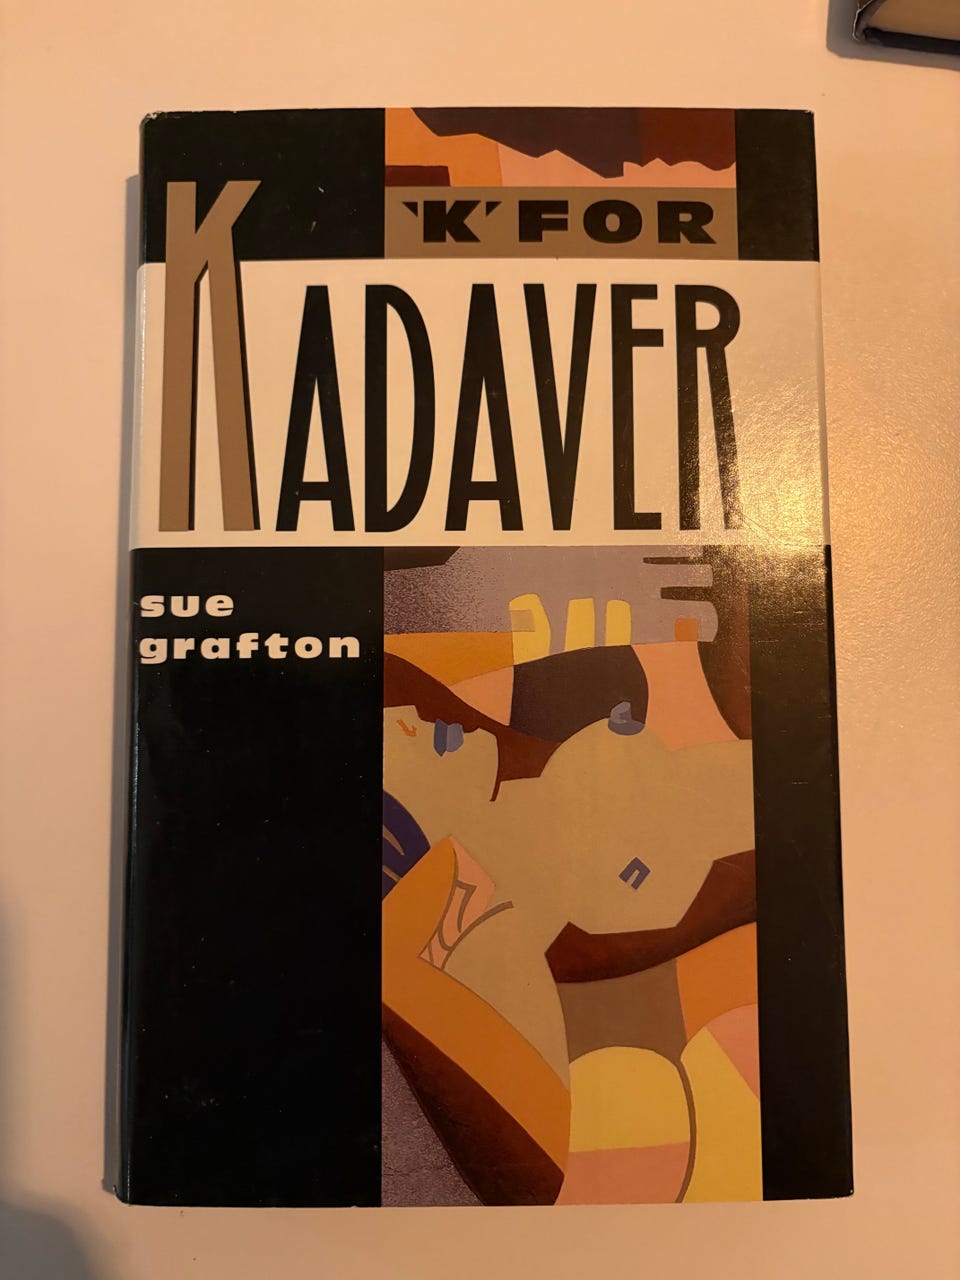 'K' FOR
KADAVER
sue
grafton